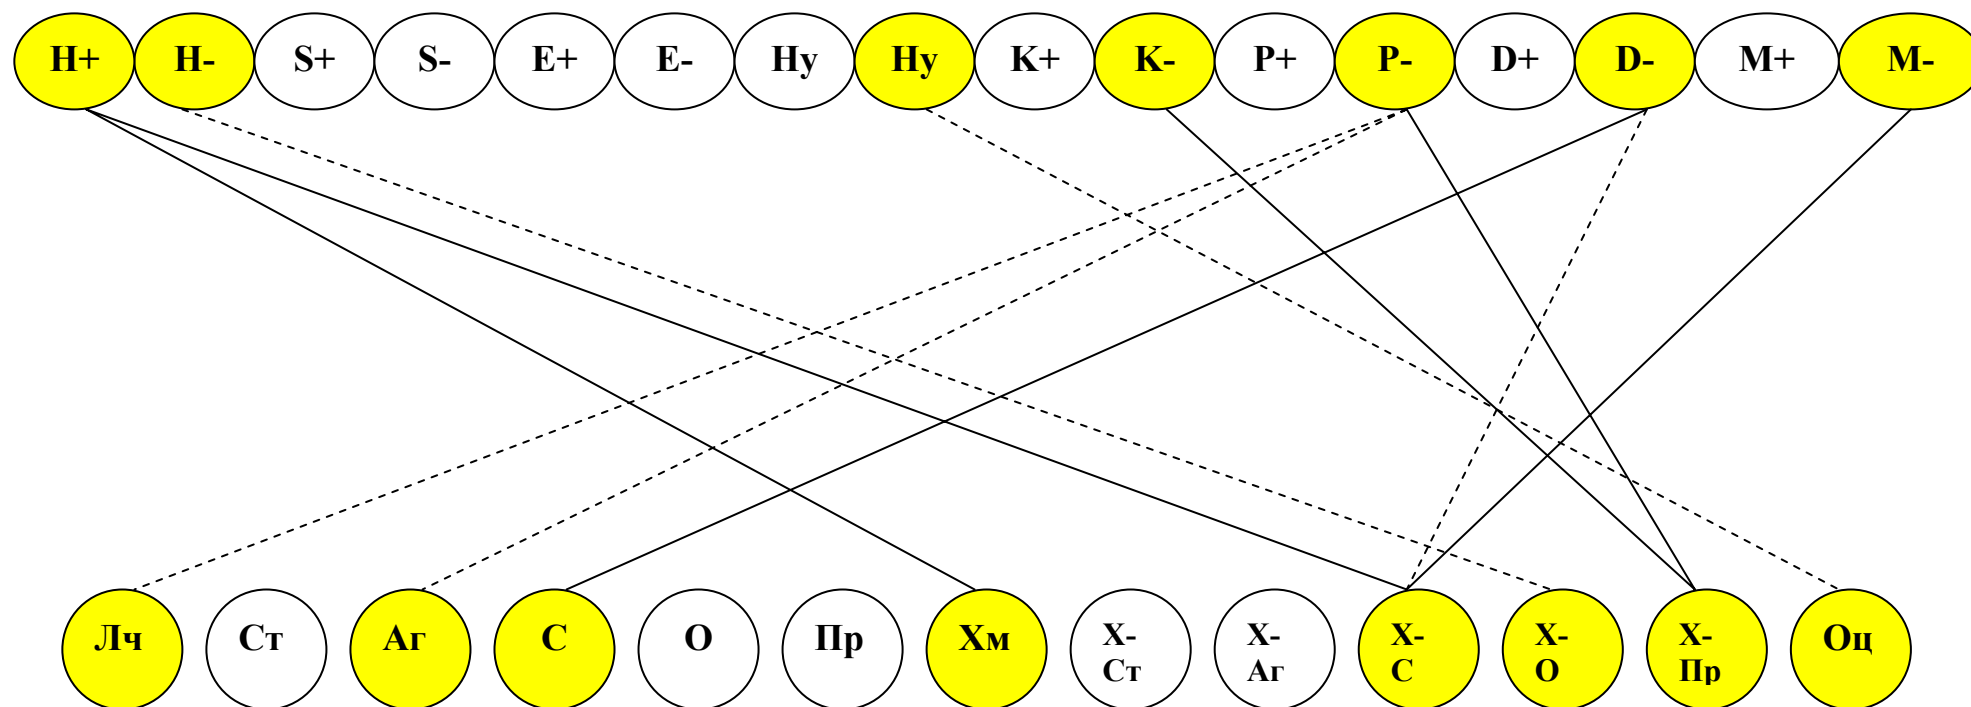 H+ H- S+ S- E+ E- Hy Hy K+ K- P+ P- D+ D- M+ M-
Лч Ст Аг С О Пр Хм Х- Х- Х- Х- Х- Оц
Ст Аг С О Пр